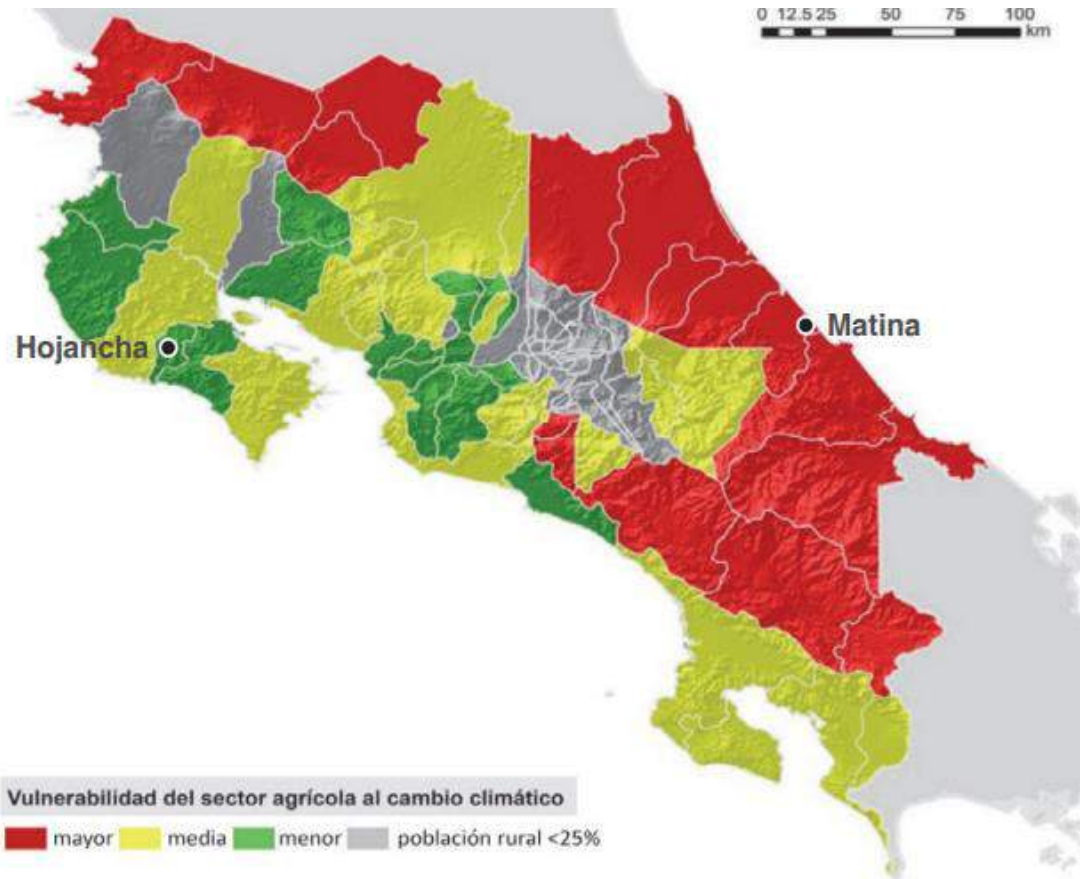 0 12.5 25 50 75 100
km
Matina
Hojancha
Vulnerabilidad del sector agrícola al cambio climático
mayor media menor población rural <25%